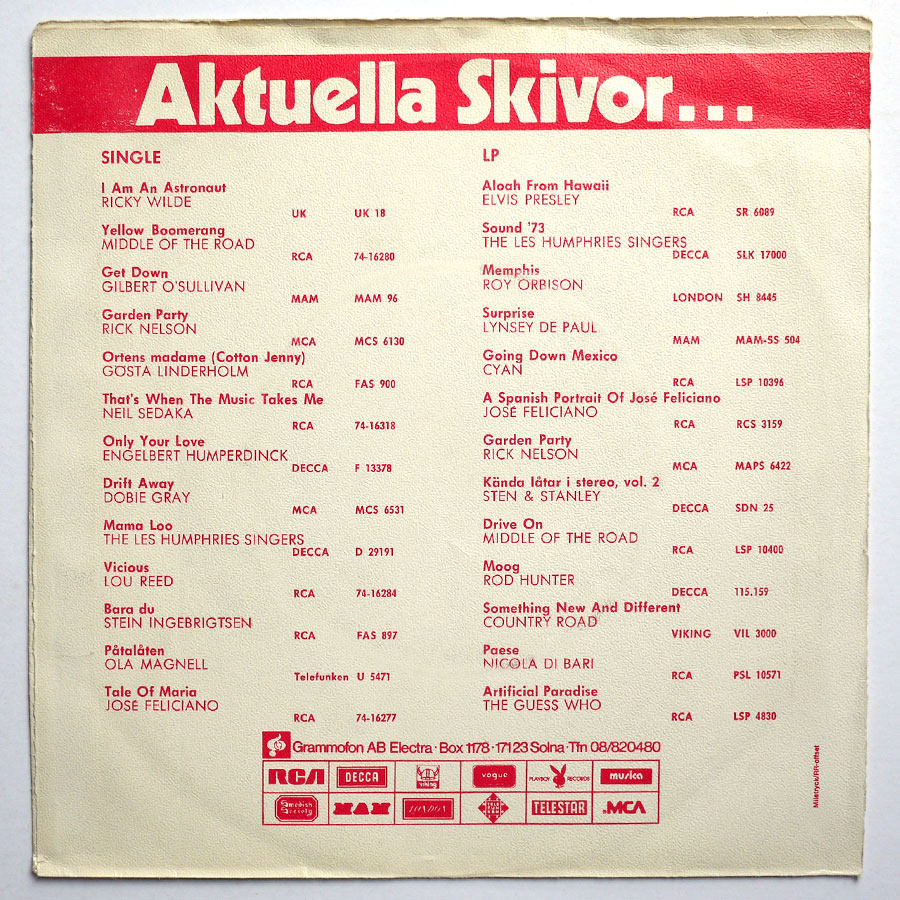 Aktuella Skivor...
SINGLE
I Am An Astronaut
RICKY WILDE
UK UK 18
Yellow Boomerang
MIDDLE OF THE ROAD
RCA 74-16280
Get Down
GILBERT O'SULLIVAN
MAM MAM 96
Garden Party
RICK NELSON
MCA MCS 6130
Ortens madame (Cotton Jenny)
GÖSTA LINDERHOLM
RCA FAS 900
That's When The Music Takes Me
NEIL SEDAKA
RCA 74-16318
Only Your Love
ENGELBERT HUMPERDINCK
DECCA F 13378
Drift Away
DOBIE GRAY
MCA MCS 6531
Mama Loo
THE LES HUMPHRIES SINGERS
DECCA D 29191
Vicious
LOU REED
RCA 74-16284
Bara du
STEIN INGEBRIGTSEN
RCA FAS 897
Påtalåten
OLA MAGNELL
Telefunken U 5471
Tale Of Maria
JOSÉ FELICIANO
RCA 74-16277
LP
Aloah From Hawaii
ELVIS PRESLEY
RCA SR 6089
Sound '73
THE LES HUMPHRIES SINGERS
DECCA SLK 17000
Memphis
ROY ORBISON
LONDON SH 8445
Surprise
LYNSEY DE PAUL
MAM MAM-SS 504
Going Down Mexico
CYAN
RCA LSP 10396
A Spanish Portrait Of José Feliciano
JOSÉ FELICIANO
RCA RCS 3159
Garden Party
RICK NELSON
MCA MAPS 6422
Kända låtar i stereo, vol. 2
STEN & STANLEY
DECCA SDN 25
Drive On
MIDDLE OF THE ROAD
RCA LSP 10400
Moog
ROD HUNTER
DECCA 115.159
Something New And Different
COUNTRY ROAD
VIKING VIL 3000
Paese
NICOLA DI BARI
RCA PSL 10571
Artificial Paradise
THE GUESS WHO
RCA LSP 4830
Grammofon AB Electra · Box 1178 · 171 23 Solna · Tfn 08/820480
RCA DECCA viking vogue PLAYBOY RECORDS musica
Swedish Society MAM LONDON TELESTAR MCA